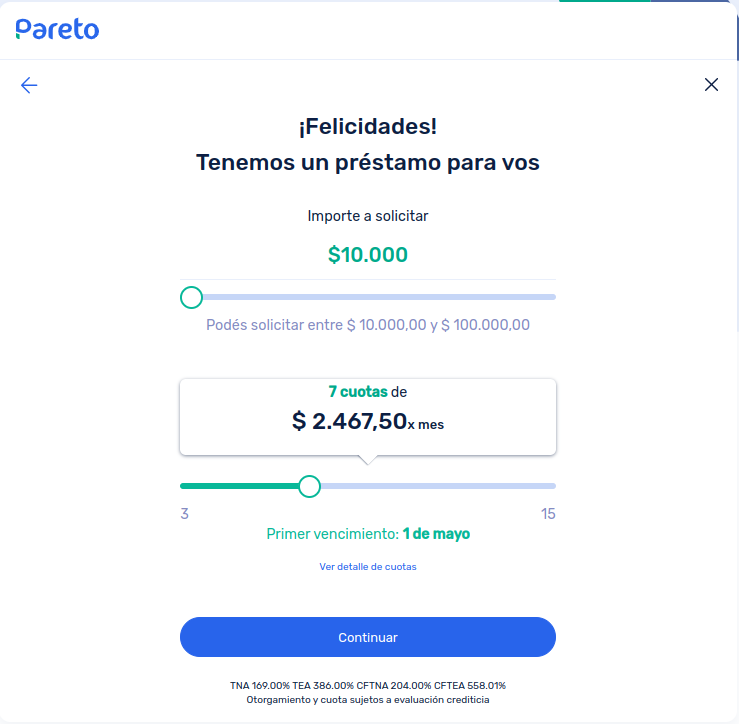 Pareto
¡Felicidades!
Tenemos un préstamo para vos
Importe a solicitar
$10.000
Podés solicitar entre $ 10.000,00 y $ 100.000,00
7 cuotas de
$ 2.467,50x mes
3 15
Primer vencimiento: 1 de mayo
Ver detalle de cuotas
Continuar
TNA 169.00% TEA 386.00% CFTNA 204.00% CFTEA 558.01%
Otorgamiento y cuota sujetos a evaluación crediticia